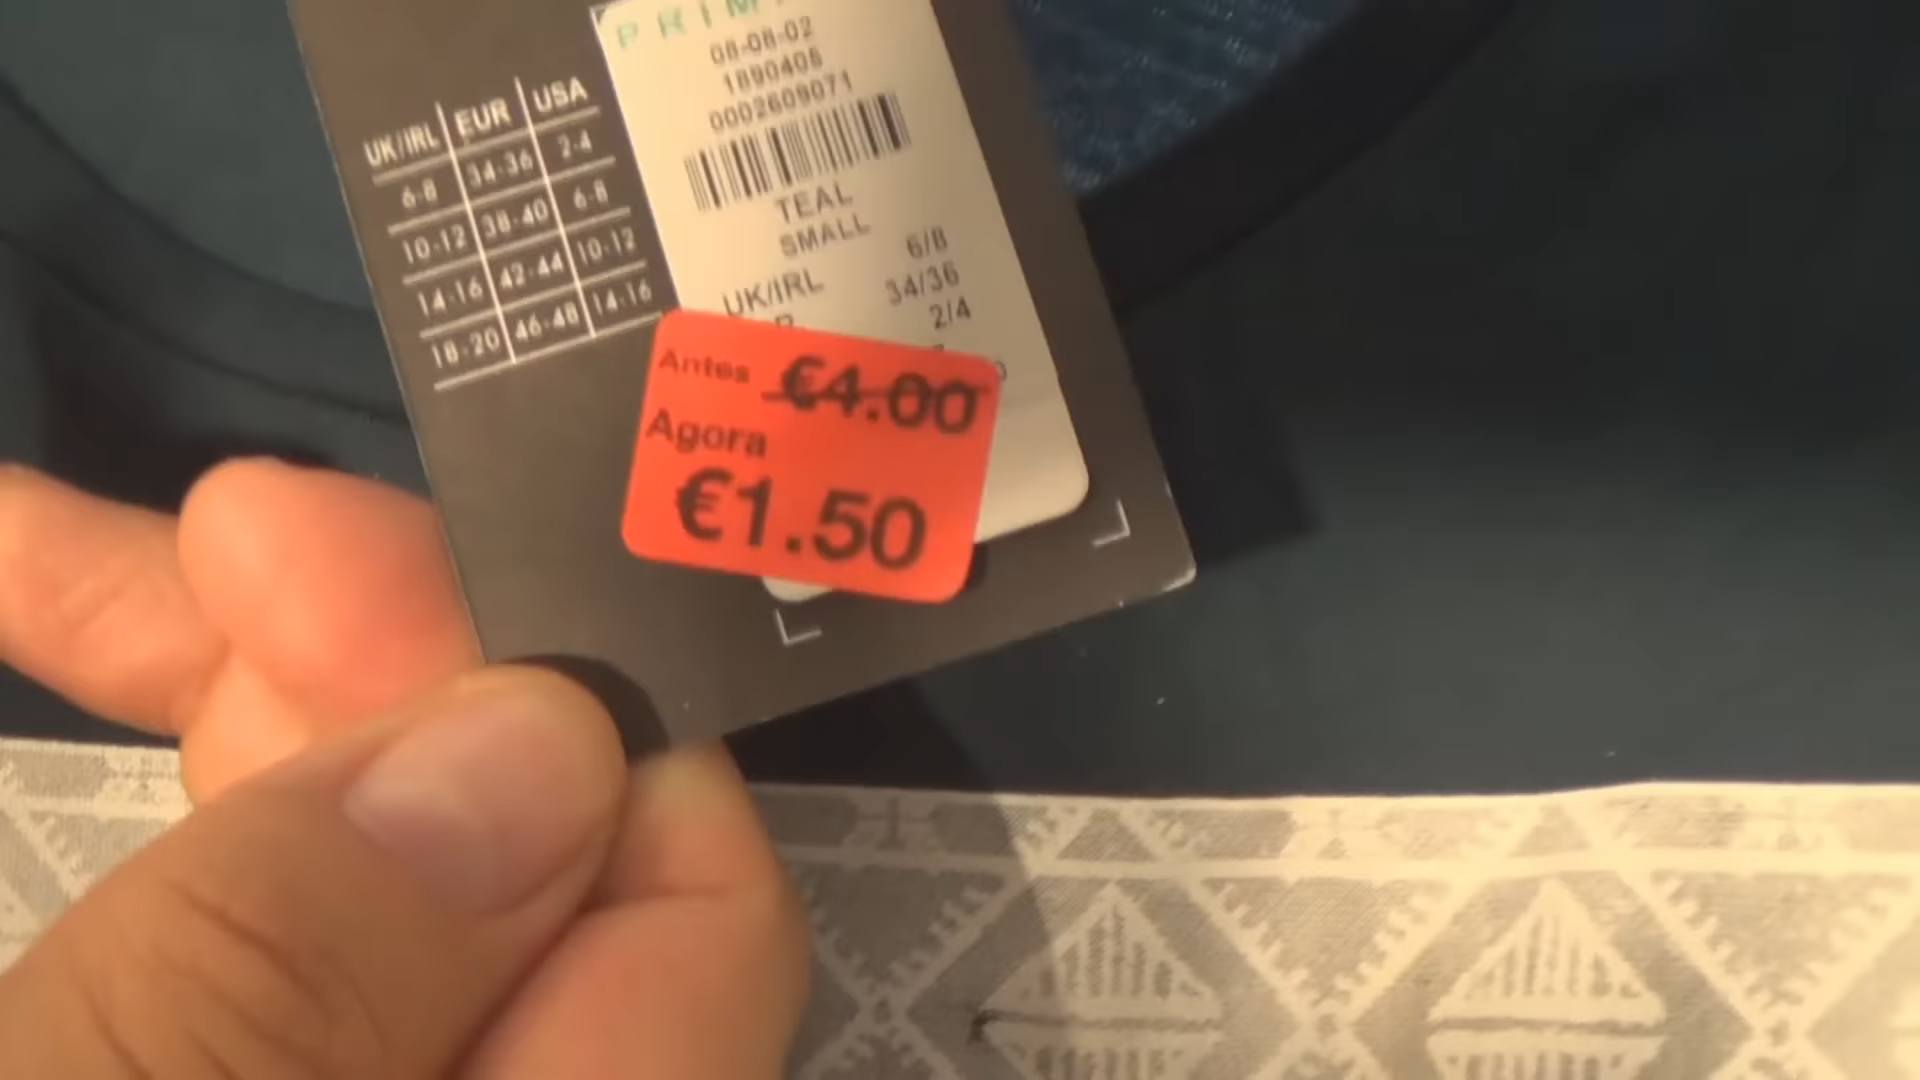 UK/IRL EUR USA
6-8 34-36 2-4
10-12 38-40 6-8
14-16 42-44 10-12
18-20 46-48 14-16
08-08-02
1890405
0002609071
TEAL
SMALL
UK/IRL 6/8
34/36
2/4
Antes €4.00
Agora
€1.50